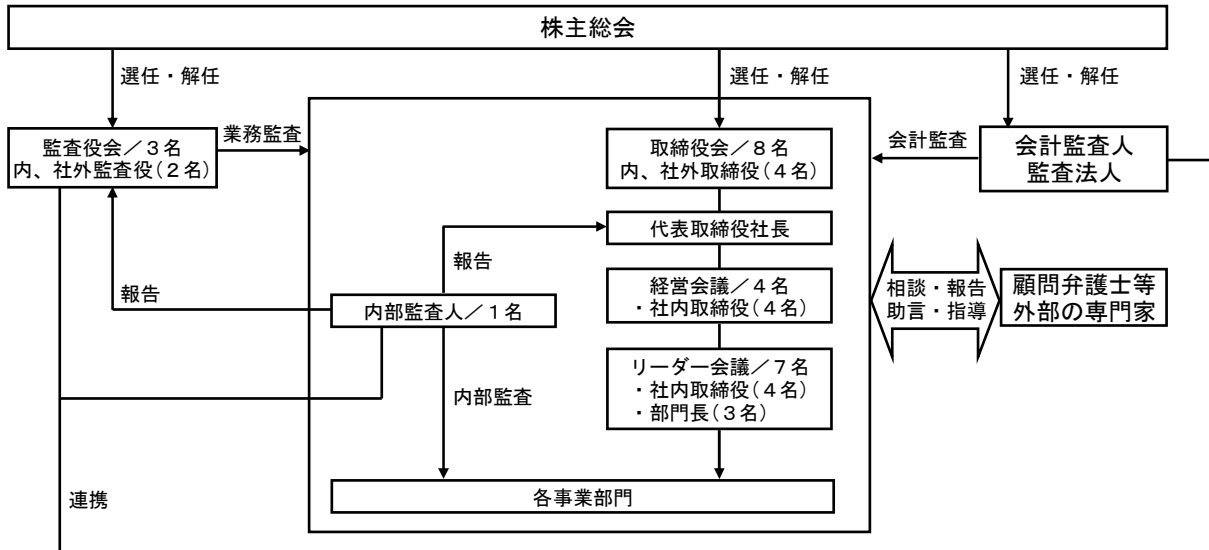 株主総会
選任・解任
選任・解任
選任・解任
監査役会／3名
内、社外監査役(2名)
業務監査
取締役会／8名
内、社外取締役(4名)
会計監査
会計監査人
監査法人
代表取締役社長
報告
報告
内部監査人／1名
経営会議／4名
・社内取締役(4名)
相談・報告
助言・指導
顧問弁護士等
外部の専門家
リーダー会議／7名
・社内取締役(4名)
・部門長(3名)
内部監査
各事業部門
連携